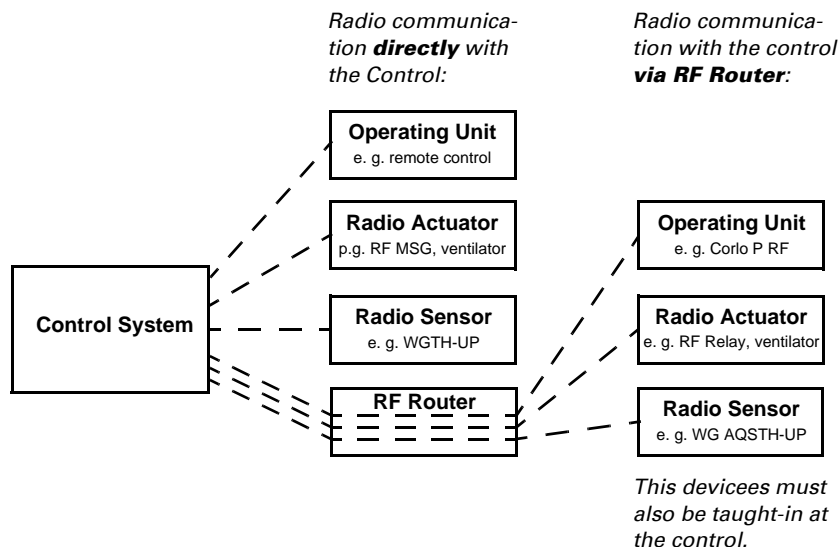 Radio communica-
tion directly with
the Control:
Radio communica-
tion with the control
via RF Router:
Operating Unit
e. g. remote control
Radio Actuator
p.g. RF MSG, ventilator
Operating Unit
e. g. Corlo P RF
Control System
Radio Sensor
e. g. WGTH-UP
Radio Actuator
e. g. RF Relay, ventilator
RF Router
Radio Sensor
e. g. WG AQSTH-UP
This devicees must
also be taught-in at
the control.